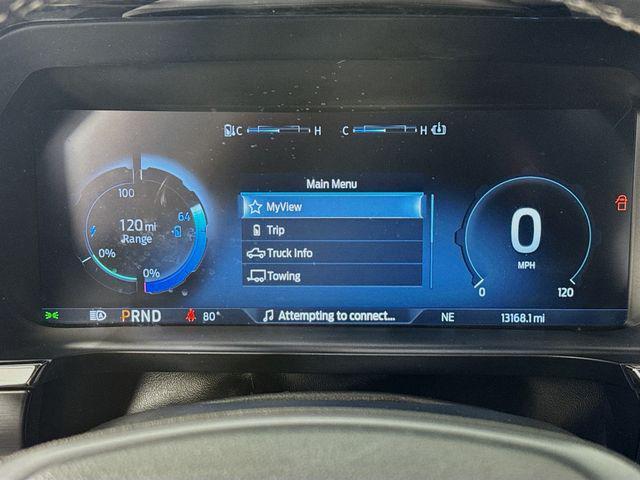 C H C H
Main Menu
MyView
Trip
Truck Info
Towing
100
64
120 mi
Range
0%
0%
0
MPH
0 120
PRND
80°
Attempting to connect...
NE
13168.1 mi